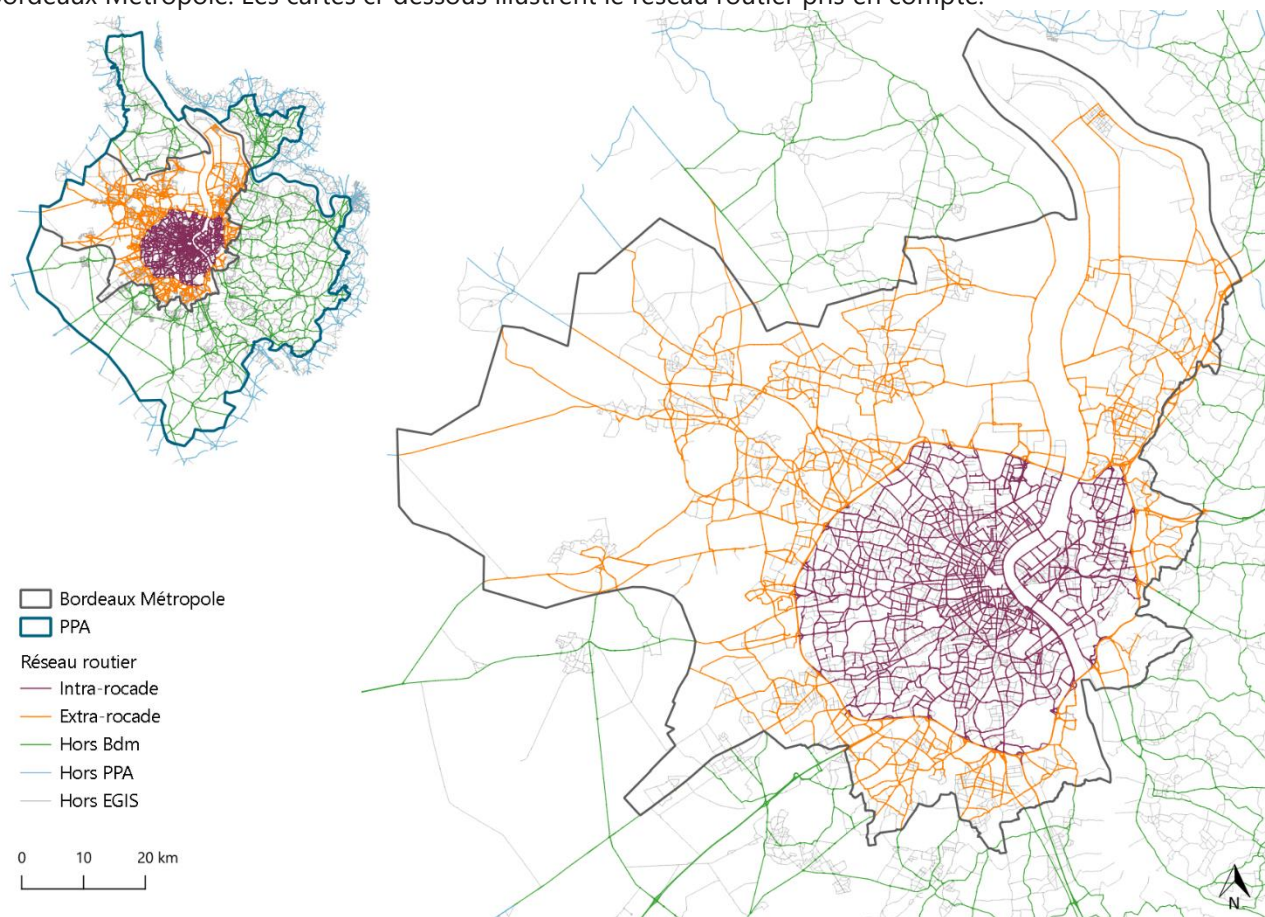 Bordeaux Métropole. Les cartes ci-dessous illustrent le réseau routier pris en compte.
Bordeaux Métropole
PPA
Réseau routier
Intra-rocade
Extra-rocade
Hors Bdm
Hors PPA
Hors EGIS
0 10 20 km
N